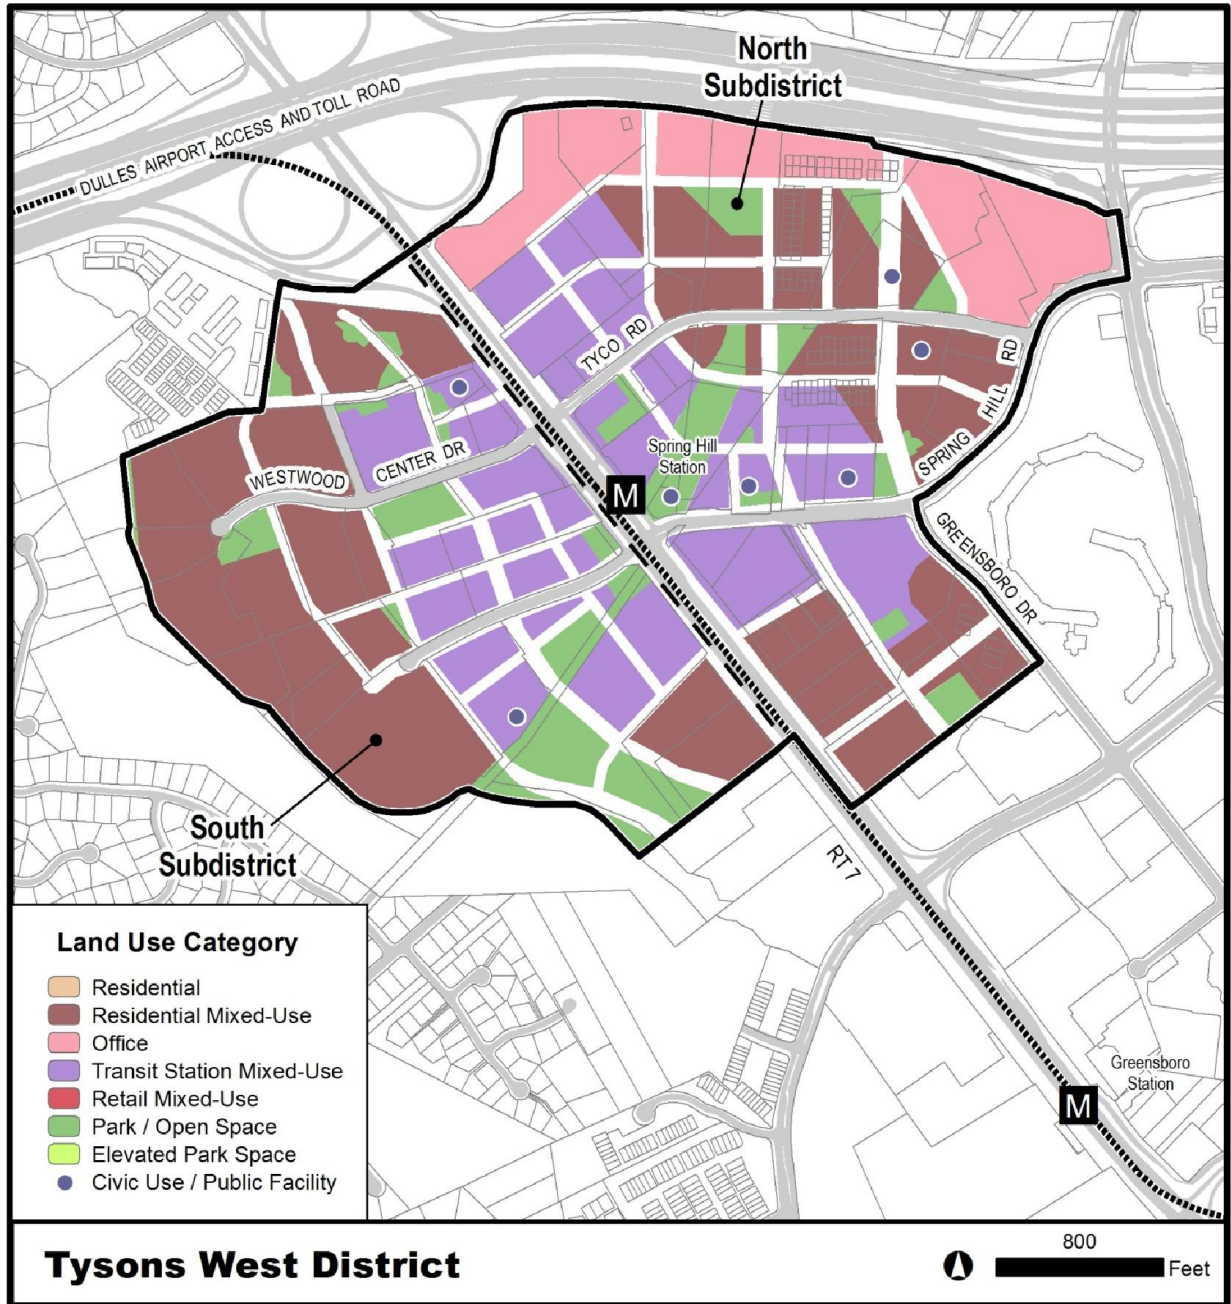 North
Subdistrict
DULLES AIRPORT ACCESS AND TOLL ROAD
TYCO RD
SPRING HILL RD
WESTWOOD CENTER DR
Spring Hill
Station
M
GREENSBORO DR
South
Subdistrict
RT 7
Greensboro
Station
M
Land Use Category
Residential
Residential Mixed-Use
Office
Transit Station Mixed-Use
Retail Mixed-Use
Park / Open Space
Elevated Park Space
Civic Use / Public Facility
Tysons West District
800
Feet